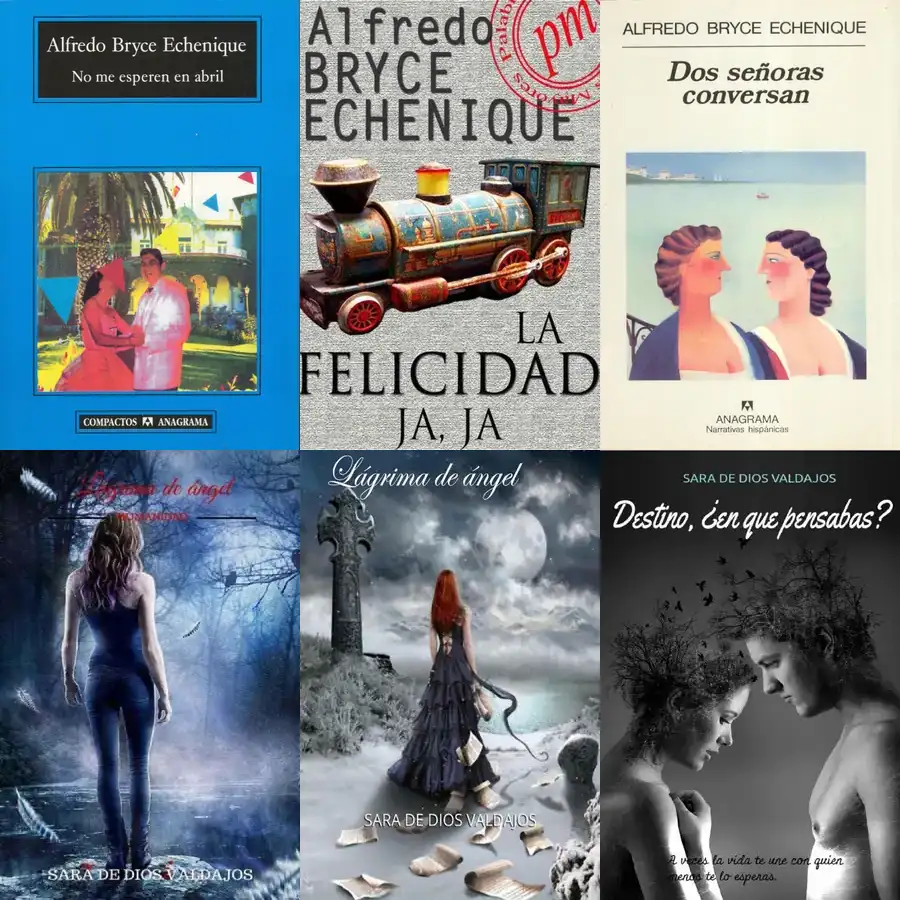 Alfredo Bryce Echenique
No me esperen en abril
COMPACTOS ANAGRAMA
Alfredo
BRYCE
ECHENIQUE
pm
LA
FELICIDAD
JA, JA
ALFREDO BRYCE ECHENIQUE
Dos señoras
conversan
ANAGRAMA
Narrativas hispánicas
Lágrima de ángel
SARA DE DIOS VALDAJOS
Lágrima de ángel
SARA DE DIOS VALDAJOS
SARA DE DIOS VALDAJOS
Destino, ¿en que pensabas?
A veces la vida te une con quien
menos te lo esperas.